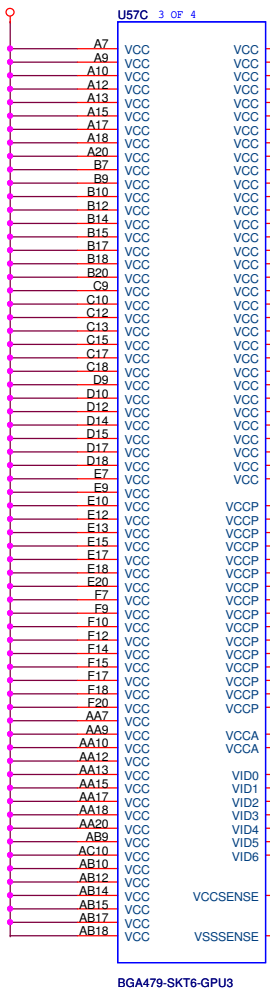 U57C 3 OF 4
A7 VCC VCC
A9 VCC VCC
A10 VCC VCC
A12 VCC VCC
A13 VCC VCC
A15 VCC VCC
A17 VCC VCC
A18 VCC VCC
A20 VCC VCC
B7 VCC VCC
B9 VCC VCC
B10 VCC VCC
B12 VCC VCC
B14 VCC VCC
B15 VCC VCC
B17 VCC VCC
B18 VCC VCC
B20 VCC VCC
C9 VCC VCC
C10 VCC VCC
C12 VCC VCC
C13 VCC VCC
C15 VCC VCC
C17 VCC VCC
C18 VCC VCC
D9 VCC VCC
D10 VCC VCC
D12 VCC VCC
D14 VCC VCC
D15 VCC VCC
D17 VCC VCC
D18 VCC VCC
E7 VCC VCC
E9 VCC
E10 VCC VCCP
E12 VCC VCCP
E13 VCC VCCP
E15 VCC VCCP
E17 VCC VCCP
E18 VCC VCCP
E20 VCC VCCP
F7 VCC VCCP
F9 VCC VCCP
F10 VCC VCCP
F12 VCC VCCP
F14 VCC VCCP
F15 VCC VCCP
F17 VCC VCCP
F18 VCC VCCP
F20 VCC VCCP
AA7 VCC
AA9 VCC VCCA
AA10 VCC VCCA
AA12 VCC
AA13 VCC VID0
AA15 VCC VID1
AA17 VCC VID2
AA18 VCC VID3
AA20 VCC VID4
AB9 VCC VID5
AC10 VCC VID6
AB10 VCC
AB12 VCC
AB14 VCC VCCSENSE
AB15 VCC
AB17 VCC
AB18 VCC VSSSENSE
BGA479-SKT6-GPU3